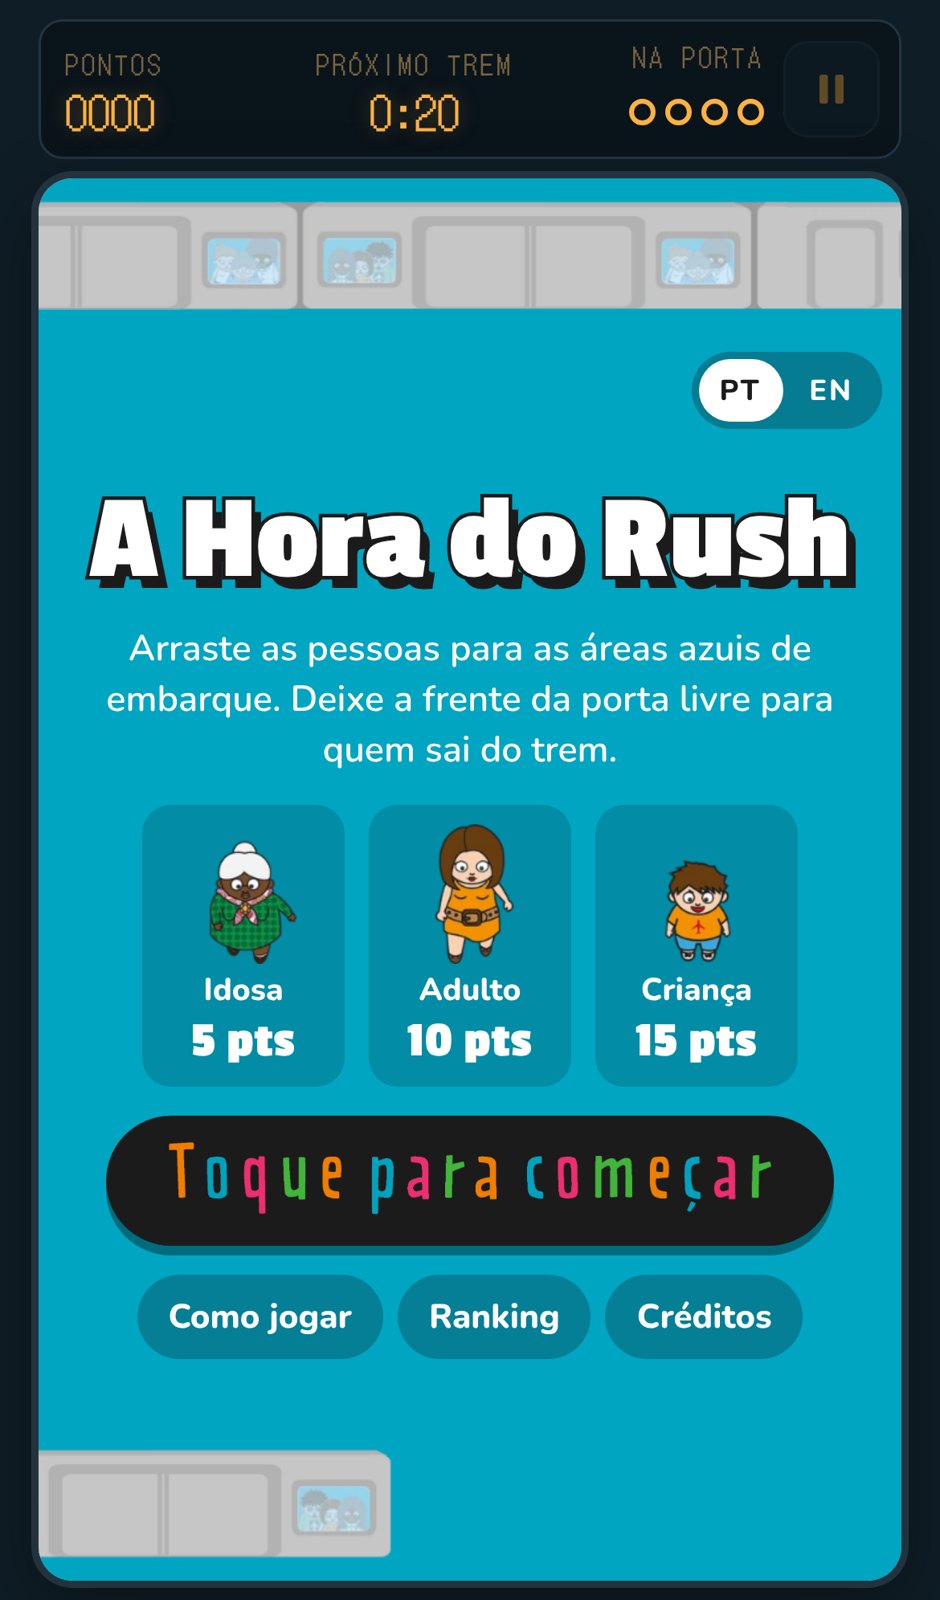 PONTOS
0000
PRÓXIMO TREM
0:20
NA PORTA
PT EN
A Hora do Rush
Arraste as pessoas para as áreas azuis de
embarque. Deixe a frente da porta livre para
quem sai do trem.
Idosa
5 pts
Adulto
10 pts
Criança
15 pts
Toque para começar
Como jogar
Ranking
Créditos